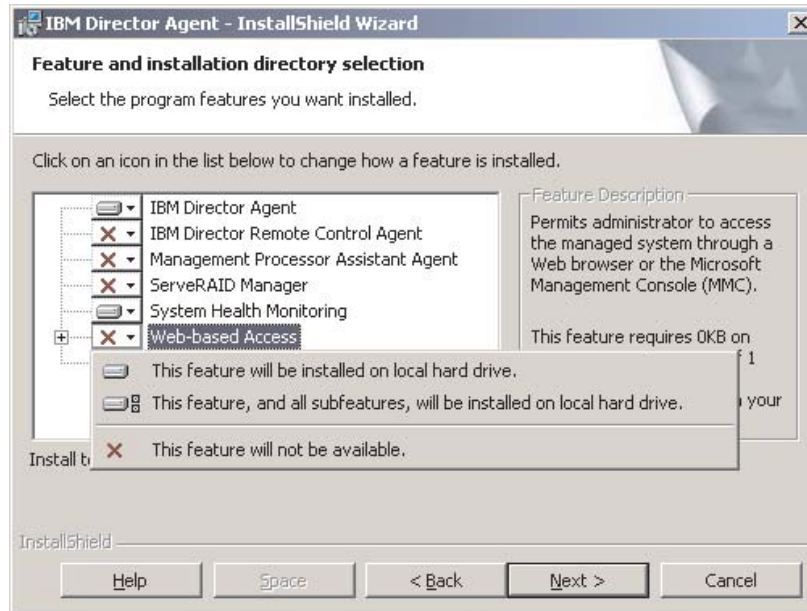 IBM Director Agent - InstallShield Wizard
Feature and installation directory selection
Select the program features you want installed.
Click on an icon in the list below to change how a feature is installed.
IBM Director Agent
IBM Director Remote Control Agent
Management Processor Assistant Agent
ServeRAID Manager
System Health Monitoring
Web-based Access
Feature Description
Permits administrator to access
the managed system through a
Web browser or the Microsoft
Management Console (MMC).
This feature requires 0KB on
1
your
This feature will be installed on local hard drive.
This feature, and all subfeatures, will be installed on local hard drive.
This feature will not be available.
Install
InstallShield
Help
Space
< Back
Next >
Cancel